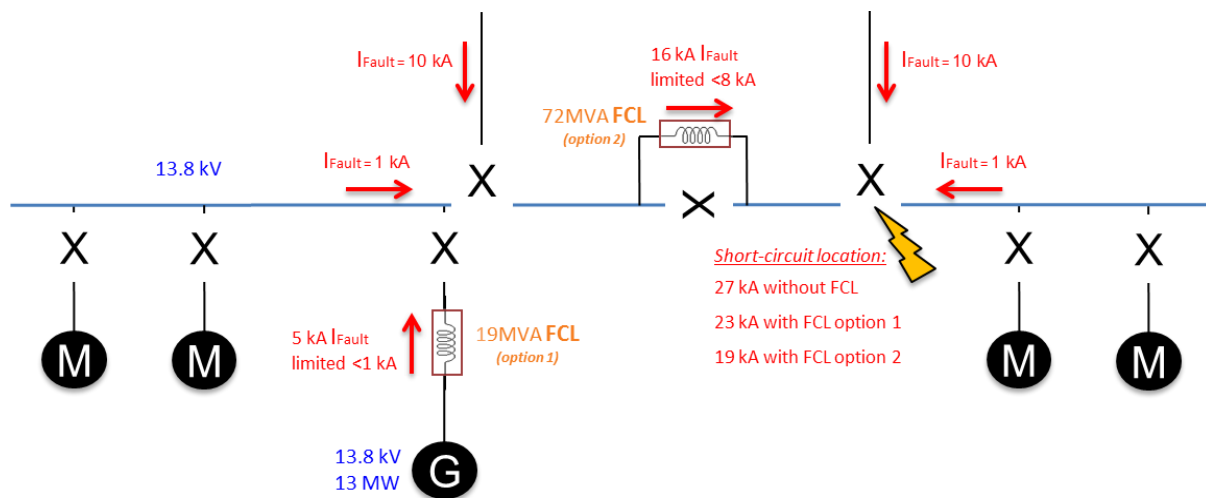 IFault = 10 kA
16 kA IFault
limited <8 kA
IFault = 10 kA
72MVA FCL
(option 2)
13.8 kV
IFault = 1 kA
IFault = 1 kA
X
X
X
X
X
X
X
X
Short-circuit location:
27 kA without FCL
23 kA with FCL option 1
19 kA with FCL option 2
5 kA IFault
limited <1 kA
19MVA FCL
(option 1)
M
M
M
M
13.8 kV
13 MW
G